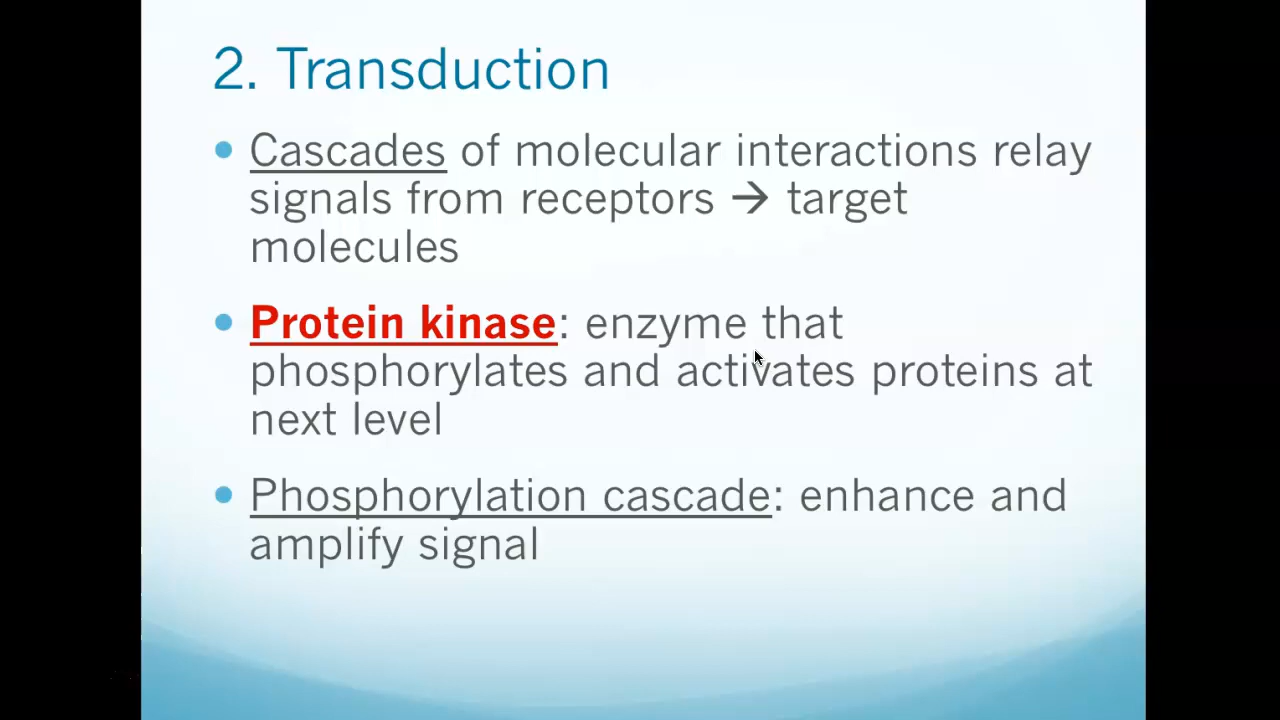 2. Transduction
• Cascades of molecular interactions relay
signals from receptors → target
molecules
• Protein kinase: enzyme that
phosphorylates and activates proteins at
next level
• Phosphorylation cascade: enhance and
amplify signal